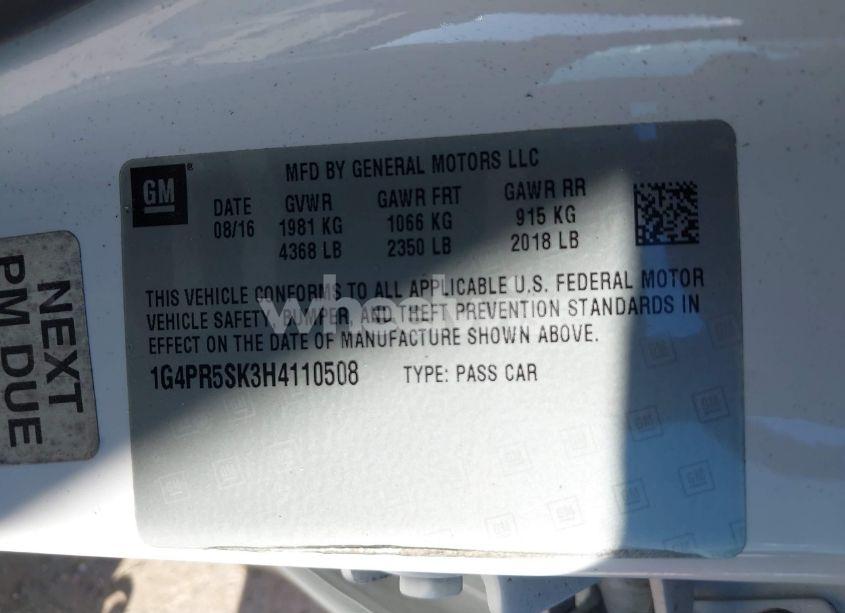 GM
MFD BY GENERAL MOTORS LLC
DATE GVWR GAWR FRT GAWR RR
08/16 1981 KG 1066 KG 915 KG
4368 LB 2350 LB 2018 LB
THIS VEHICLE CONFORMS TO ALL APPLICABLE U.S. FEDERAL MOTOR
VEHICLE SAFETY, BUMPER, AND THEFT PREVENTION STANDARDS IN
EFFECT ON THE DATE OF MANUFACTURE SHOWN ABOVE.
1G4PR5SK3H4110508 TYPE: PASS CAR
NEXT
PM DUE